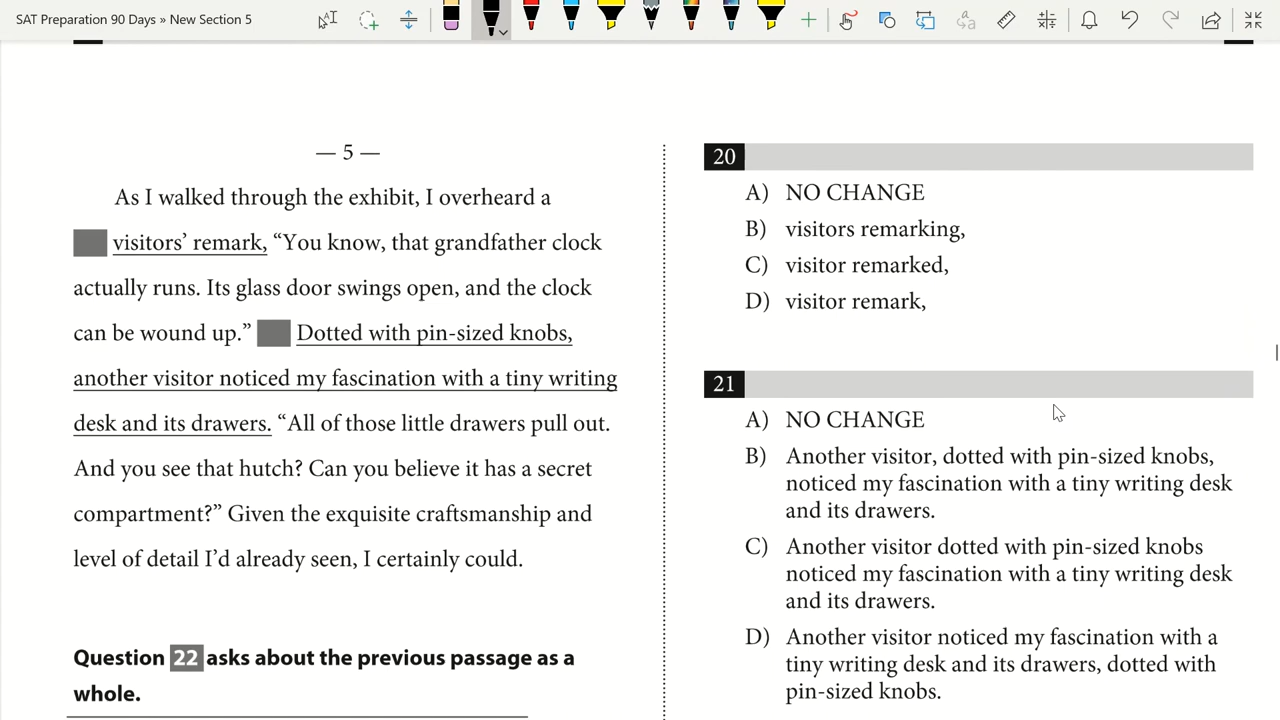 SAT Preparation 90 Days » New Section 5
— 5 —
As I walked through the exhibit, I overheard a
visitors’ remark, “You know, that grandfather clock
actually runs. Its glass door swings open, and the clock
can be wound up.” Dotted with pin-sized knobs,
another visitor noticed my fascination with a tiny writing
desk and its drawers. “All of those little drawers pull out.
And you see that hutch? Can you believe it has a secret
compartment?” Given the exquisite craftsmanship and
level of detail I’d already seen, I certainly could.
Question 22 asks about the previous passage as a
whole.
20
A) NO CHANGE
B) visitors remarking,
C) visitor remarked,
D) visitor remark,
21
A) NO CHANGE
B) Another visitor, dotted with pin-sized knobs,
noticed my fascination with a tiny writing desk
and its drawers.
C) Another visitor dotted with pin-sized knobs
noticed my fascination with a tiny writing desk
and its drawers.
D) Another visitor noticed my fascination with a
tiny writing desk and its drawers, dotted with
pin-sized knobs.